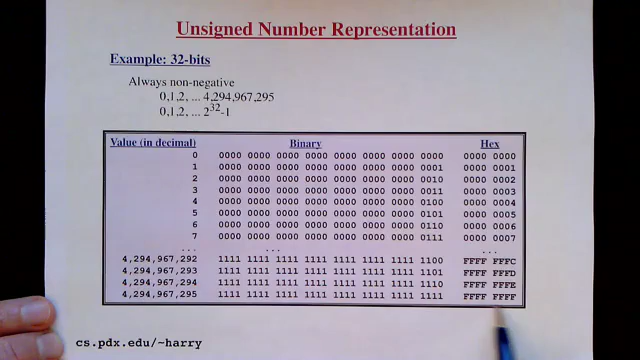 Unsigned Number Representation
Example: 32-bits
Always non-negative
0,1,2, ... 4,294,967,295
0,1,2, ... 2^32-1
Value (in decimal) Binary Hex
0 0000 0000 0000 0000 0000 0000 0000 0000 0000 0000
1 0000 0000 0000 0000 0000 0000 0000 0001 0000 0001
2 0000 0000 0000 0000 0000 0000 0000 0010 0000 0002
3 0000 0000 0000 0000 0000 0000 0000 0011 0000 0003
4 0000 0000 0000 0000 0000 0000 0000 0100 0000 0004
5 0000 0000 0000 0000 0000 0000 0000 0101 0000 0005
6 0000 0000 0000 0000 0000 0000 0000 0110 0000 0006
7 0000 0000 0000 0000 0000 0000 0000 0111 0000 0007
... ... ...
4,294,967,292 1111 1111 1111 1111 1111 1111 1111 1100 FFFF FFFC
4,294,967,293 1111 1111 1111 1111 1111 1111 1111 1101 FFFF FFFD
4,294,967,294 1111 1111 1111 1111 1111 1111 1111 1110 FFFF FFFE
4,294,967,295 1111 1111 1111 1111 1111 1111 1111 1111 FFFF FFFF
cs.pdx.edu/~harry